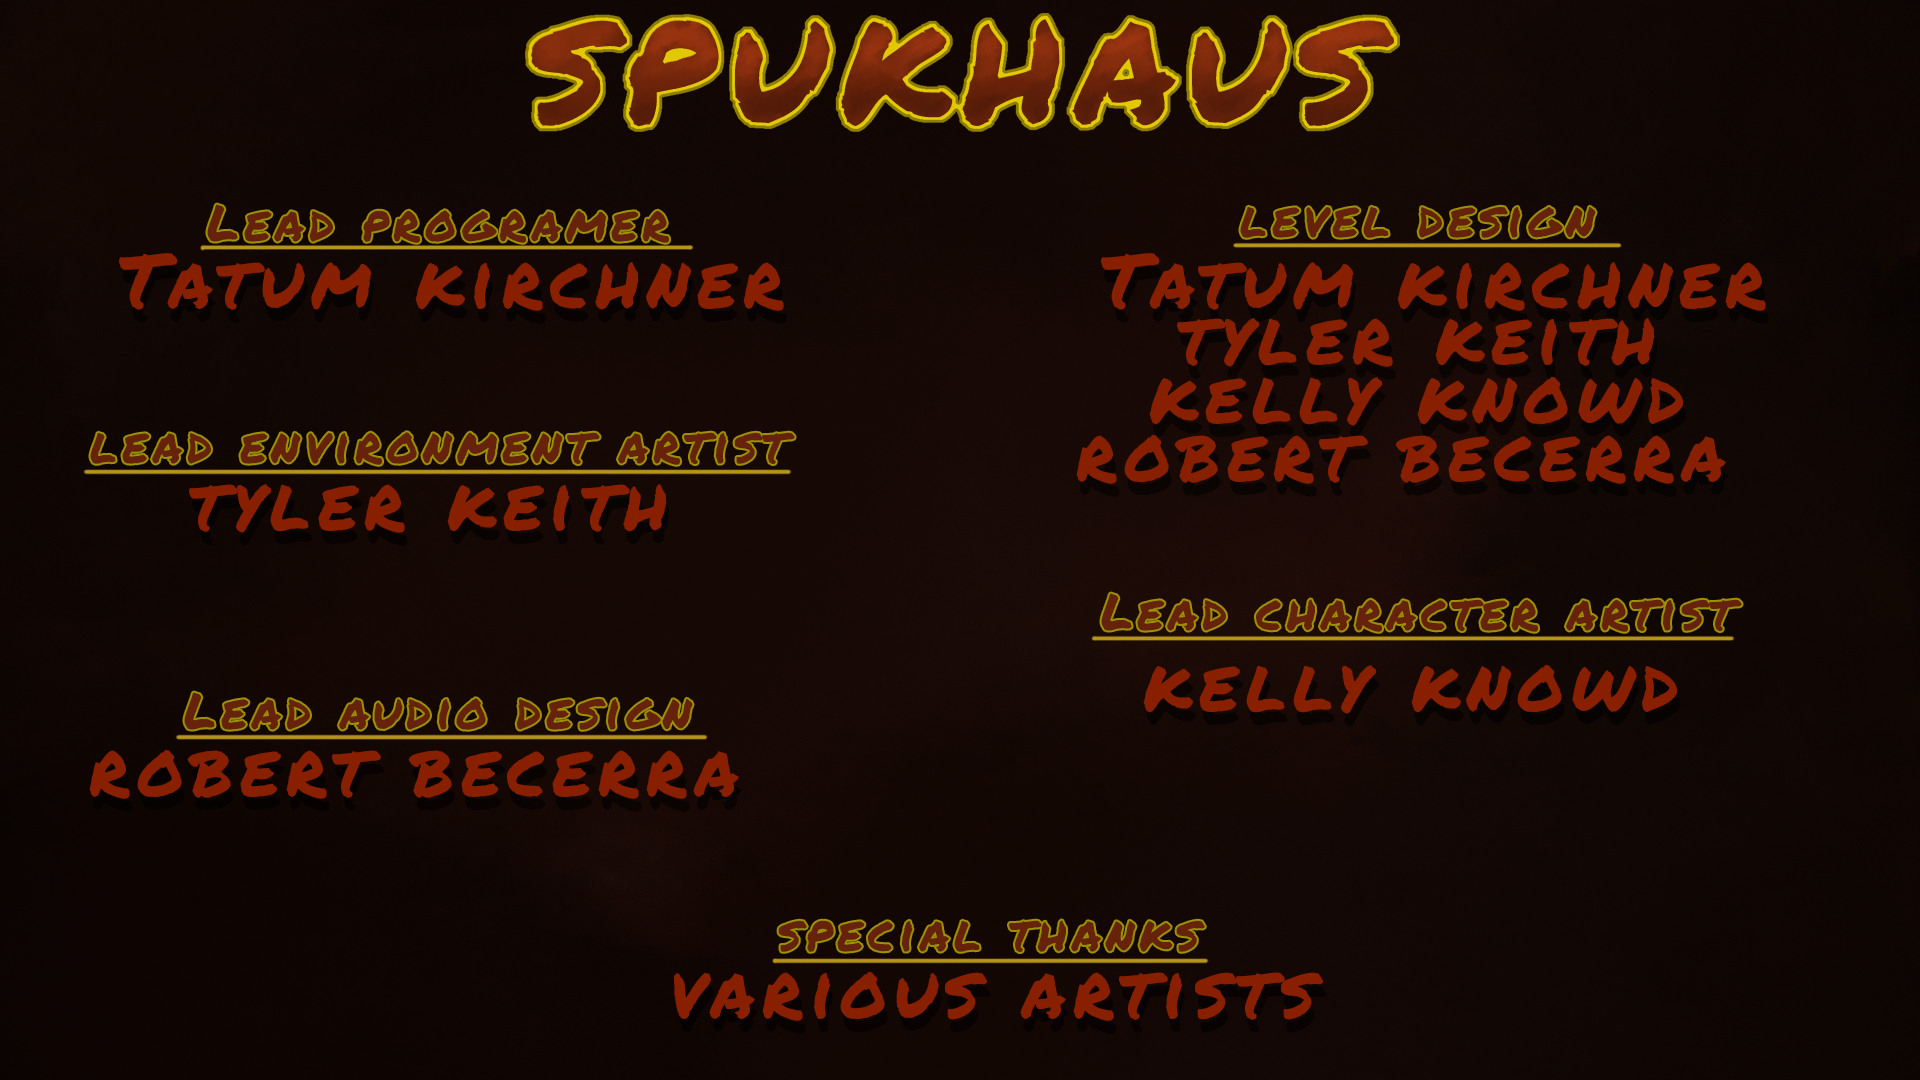 SPUKHAUS
LEAD PROGRAMER
TATUM KIRCHNER
LEAD ENVIRONMENT ARTIST
TYLER KEITH
LEAD AUDIO DESIGN
ROBERT BECERRA
LEVEL DESIGN
TATUM KIRCHNER
TYLER KEITH
KELLY KNOWD
ROBERT BECERRA
LEAD CHARACTER ARTIST
KELLY KNOWD
SPECIAL THANKS
VARIOUS ARTISTS